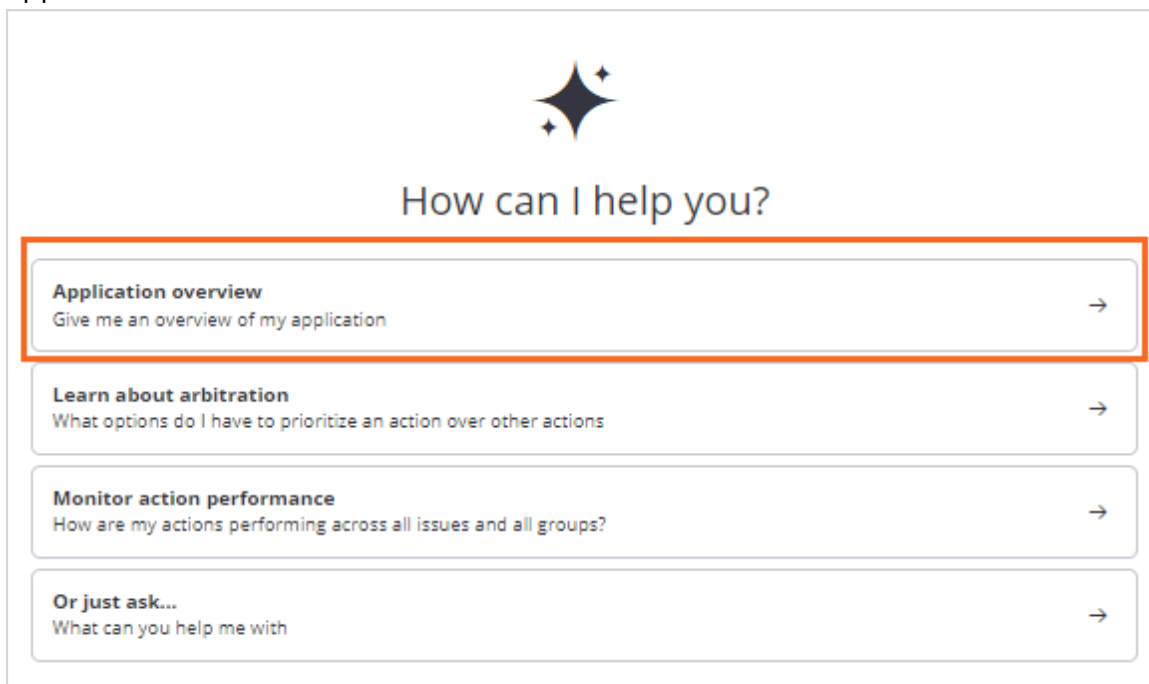 How can I help you?
Application overview
Give me an overview of my application
Learn about arbitration
What options do I have to prioritize an action over other actions
Monitor action performance
How are my actions performing across all issues and all groups?
Or just ask...
What can you help me with